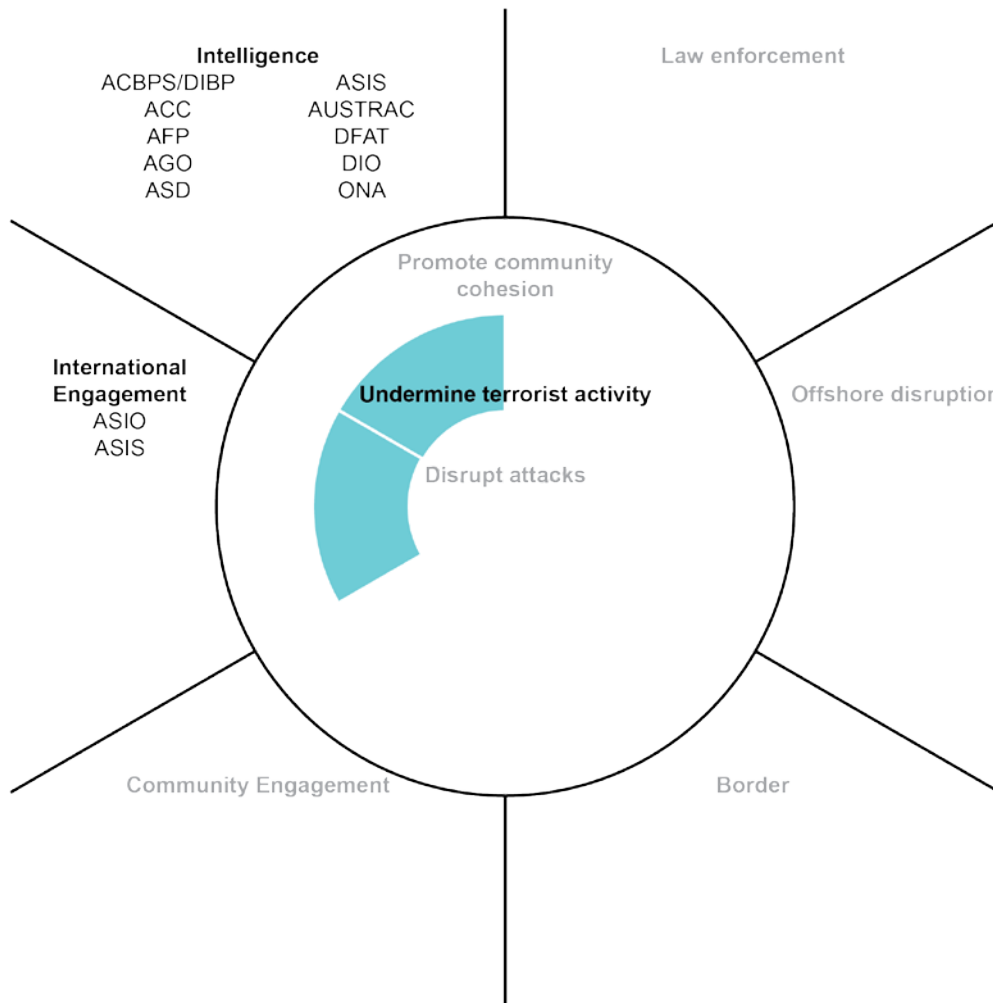 Intelligence
ACBPS/DIBP ASIS
ACC AUSTRAC
AFP DFAT
AGO DIO
ASD ONA
Law enforcement
Promote community
cohesion
International
Engagement
ASIO
ASIS
Undermine terrorist activity
Offshore disruption
Disrupt attacks
Community Engagement
Border